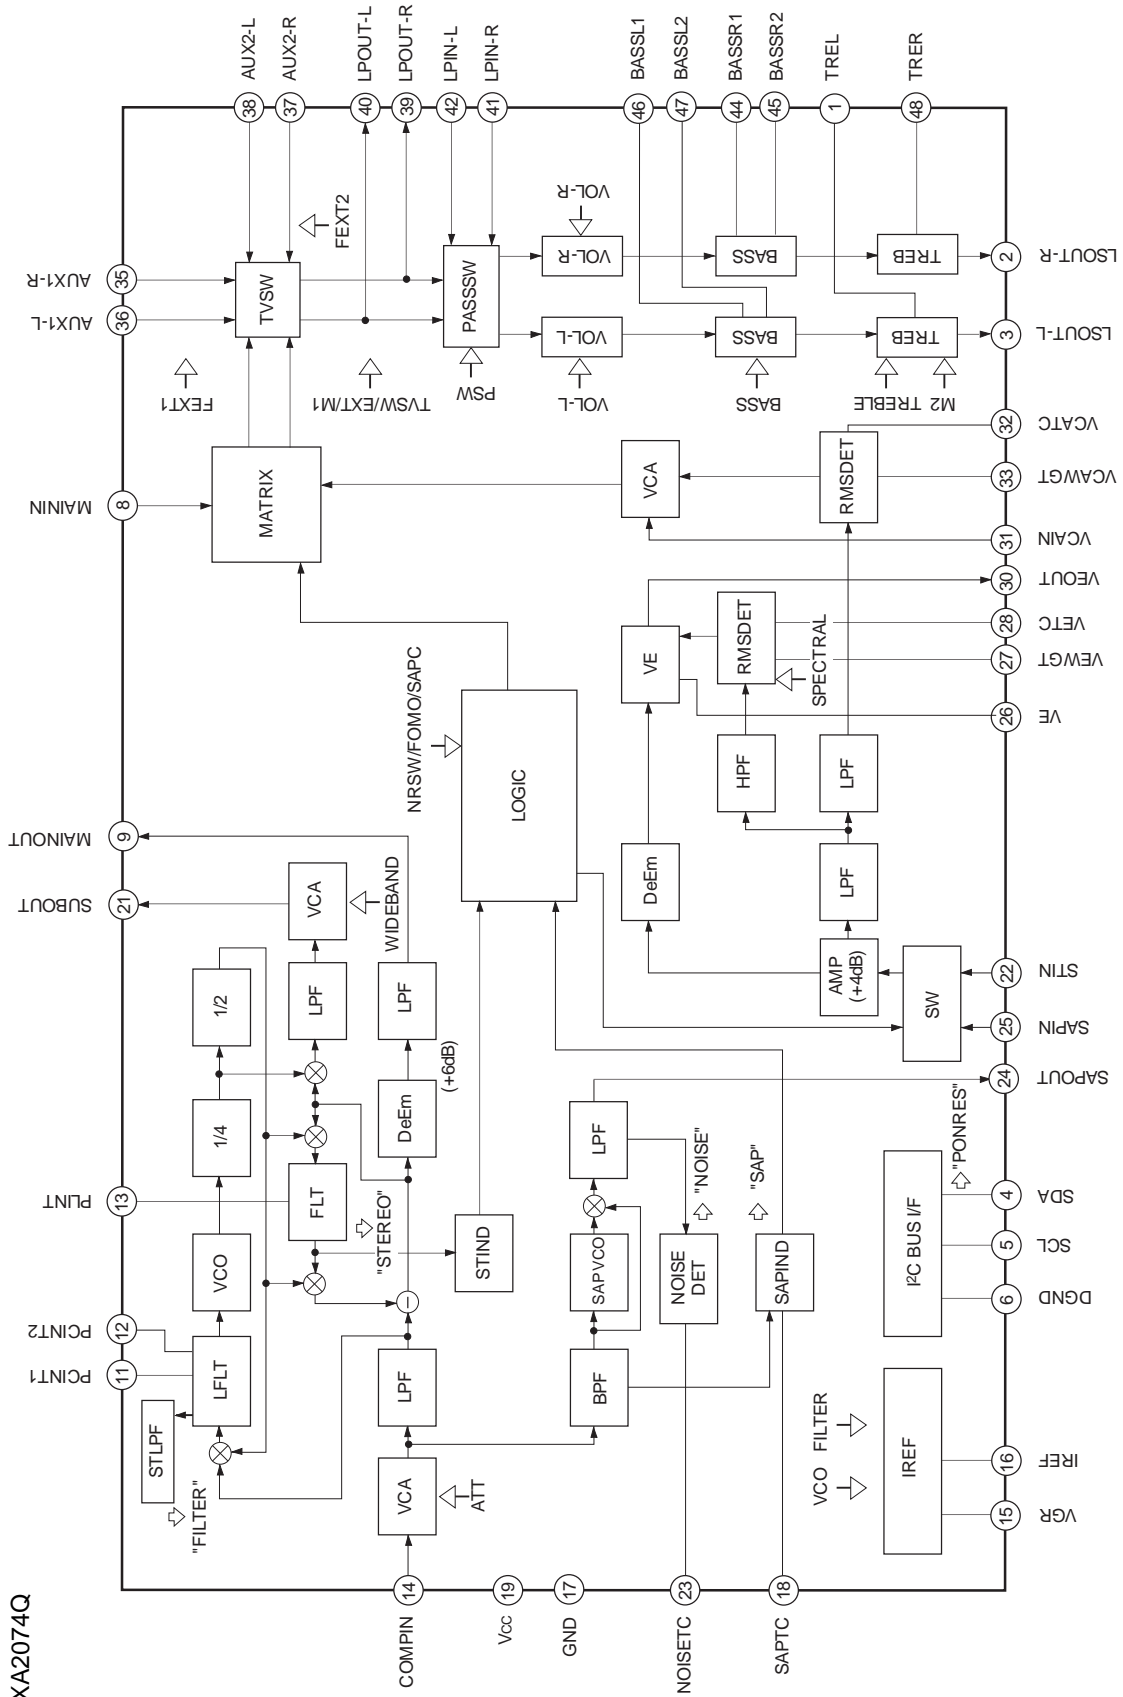 XA2074Q
AUX2-L
AUX2-R
LPOUT-L
LPOUT-R
LPIN-L
LPIN-R
BASSL1
BASSL2
BASSR1
BASSR2
TREL
TRER
38
37
40
39
42
41
46
47
44
45
1
48
AUX1-R
35
AUX1-L
36
TVSW
FEXT2
FEXT1
TVSW/EXT/M1
PASSSW
PSW
VOL-R
VOL-R
VOL-L
VOL-L
BASS
BASS
BASS
TREB
TREB
M2 TREBLE
2
LSOUT-R
3
LSOUT-L
MAININ
8
MATRIX
VCA
RMSDET
32
VCATC
33
VCAWGT
31
VCAIN
30
VEOUT
28
VETC
27
VEWGT
26
VE
VE
RMSDET
SPECTRAL
HPF
LPF
NRSW/FOMO/SAPC
LOGIC
MAINOUT
9
SUBOUT
21
VCA
WIDEBAND
1/2
LPF
LPF
(+6dB)
DeEm
LPF
AMP
(+4dB)
SW
22
STIN
25
SAPIN
24
SAPOUT
1/4
DeEm
PLINT
13
FLT
"STEREO"
STIND
LPF
"NOISE"
"SAP"
SAPVCO
NOISE
DET
SAPIND
I²C BUS I/F
"PONRES"
4
SDA
5
SCL
6
DGND
VCO
PCINT2
12
PCINT1
11
LFLT
STLPF
"FILTER"
LPF
BPF
VCA
ATT
VCO
FILTER
IREF
16
IREF
15
VGR
14
COMPIN
19
Vcc
17
GND
23
NOISETC
18
SAPTC